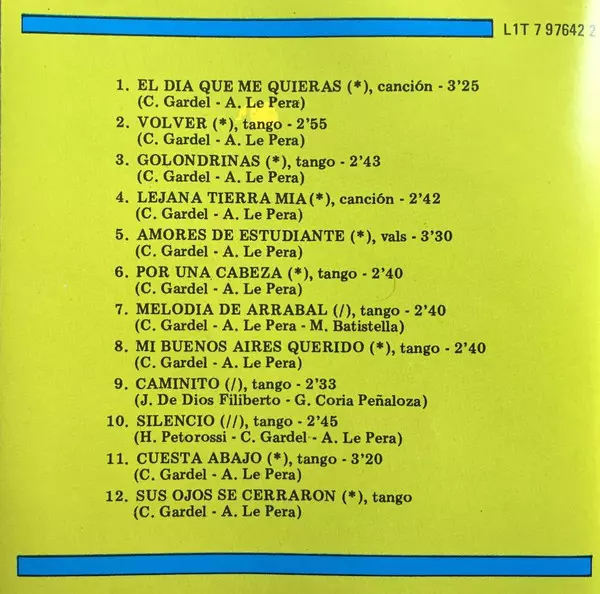 L1T 7 97642 2
1. EL DIA QUE ME QUIERAS (*), canción - 3'25
(C. Gardel - A. Le Pera)
2. VOLVER (*), tango - 2'55
(C. Gardel - A. Le Pera)
3. GOLONDRINAS (*), tango - 2'43
(C. Gardel - A. Le Pera)
4. LEJANA TIERRA MIA(*), canción - 2'42
(C. Gardel - A. Le Pera)
5. AMORES DE ESTUDIANTE (*), vals - 3'30
(C. Gardel - A. Le Pera)
6. POR UNA CABEZA (*), tango - 2'40
(C. Gardel - A. Le Pera)
7. MELODIA DE ARRABAL (/), tango - 2'40
(C. Gardel - A. Le Pera - M. Batistella)
8. MI BUENOS AIRES QUERIDO (*), tango - 2'40
(C. Gardel - A. Le Pera)
9. CAMINITO (/), tango - 2'33
(J. De Dios Filiberto - G. Coria Peñaloza)
10. SILENCIO (//), tango - 2'45
(H. Petorossi - C. Gardel - A. Le Pera)
11. CUESTA ABAJO (*), tango - 3'20
(C. Gardel - A. Le Pera)
12. SUS OJOS SE CERRARON (*), tango
(C. Gardel - A. Le Pera)